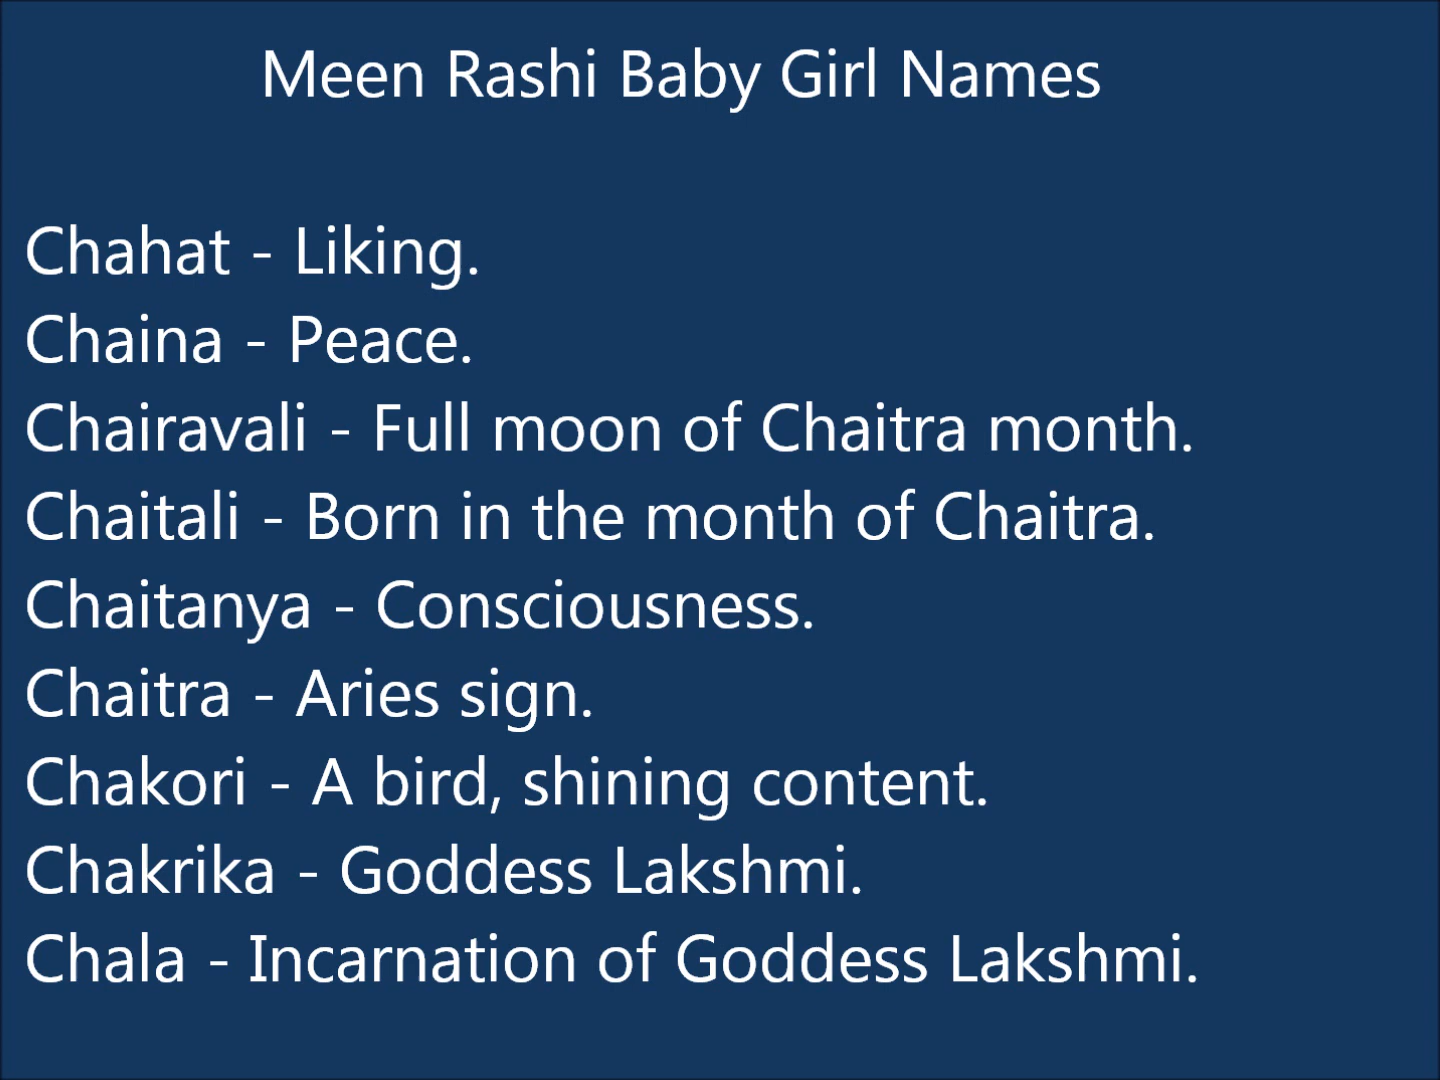 Meen Rashi Baby Girl Names
Chahat - Liking.
Chaina - Peace.
Chairavali - Full moon of Chaitra month.
Chaitali - Born in the month of Chaitra.
Chaitanya - Consciousness.
Chaitra - Aries sign.
Chakori - A bird, shining content.
Chakrika - Goddess Lakshmi.
Chala - Incarnation of Goddess Lakshmi.